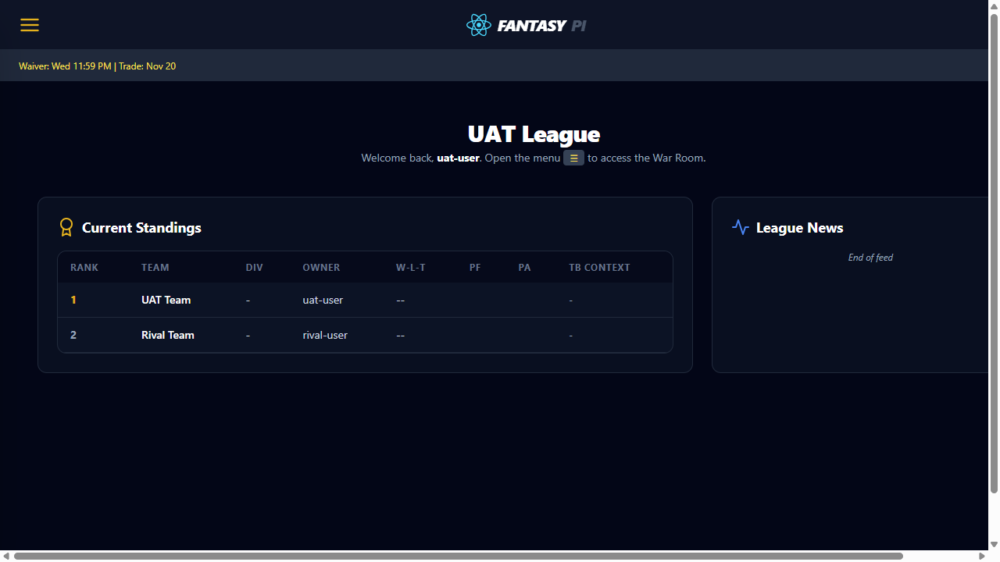 FANTASY PI
Waiver: Wed 11:59 PM | Trade: Nov 20
UAT League
Welcome back, uat-user. Open the menu ☰ to access the War Room.
Current Standings
RANK TEAM DIV OWNER W-L-T PF PA TB CONTEXT
1 UAT Team - uat-user -- -
2 Rival Team - rival-user -- -
League News
End of feed